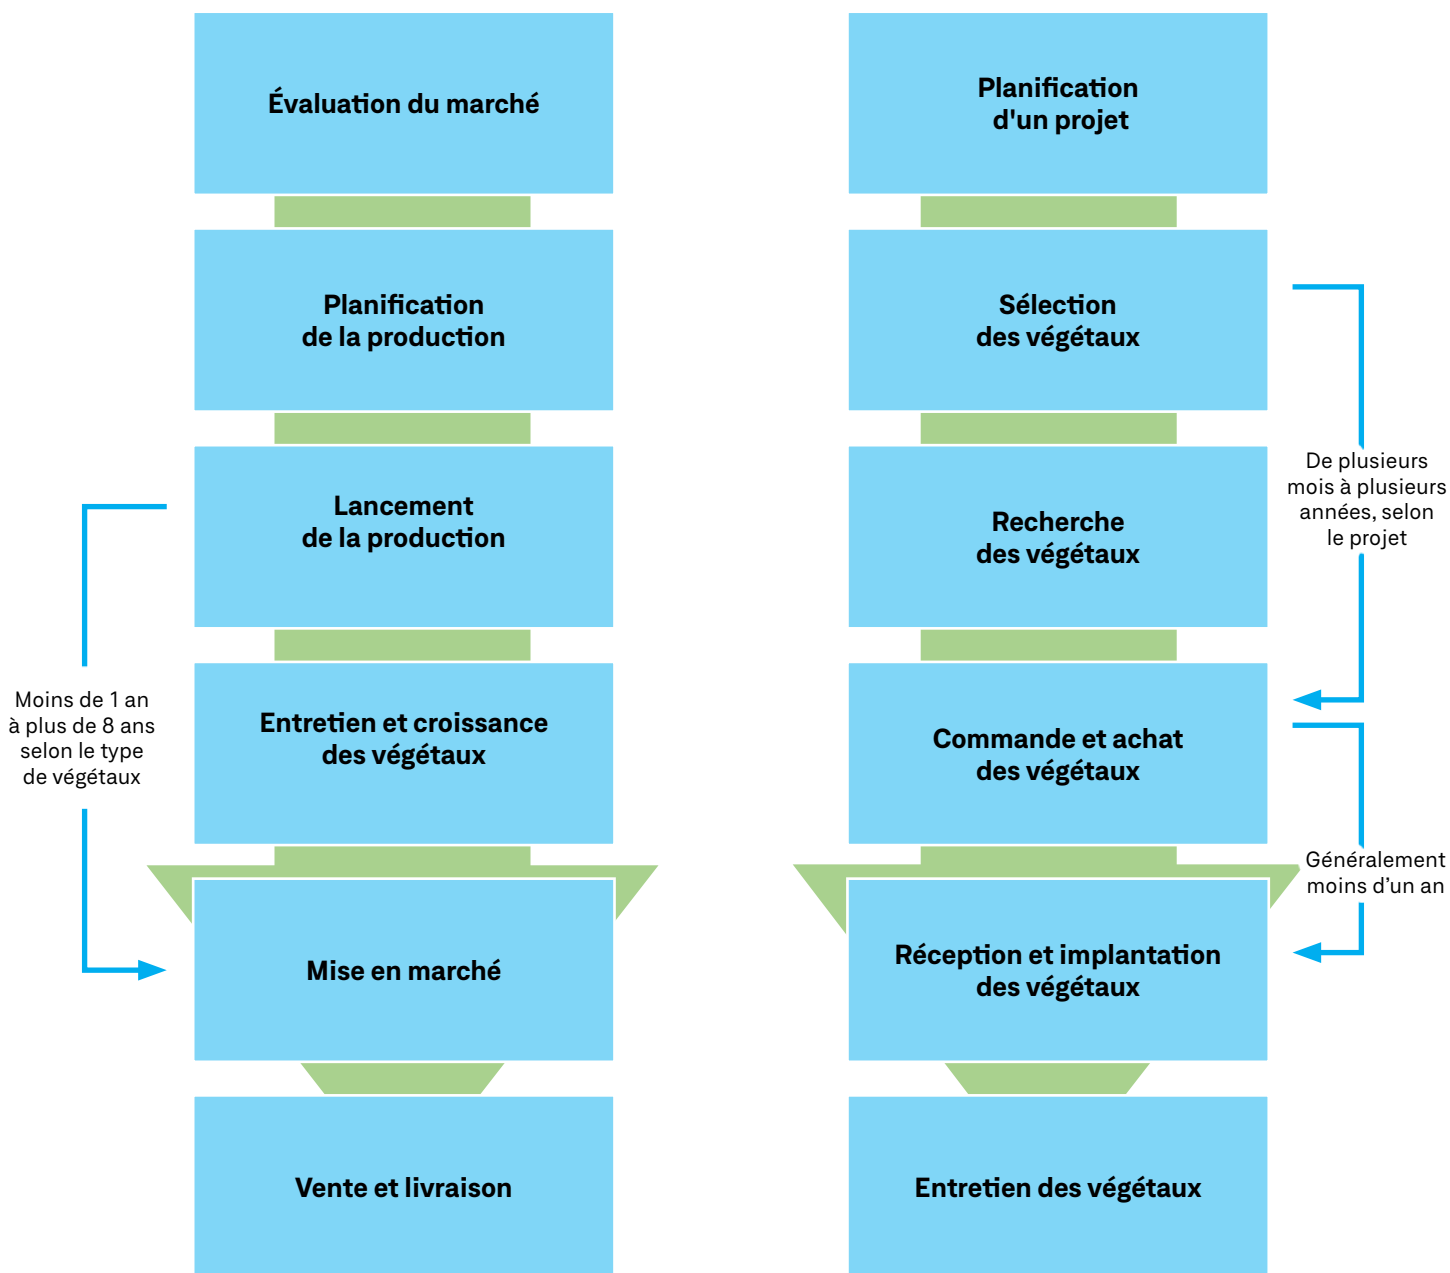 Évaluation du marché
Planification
de la production
Lancement
de la production
Entretien et croissance
des végétaux
Mise en marché
Vente et livraison
Moins de 1 an
à plus de 8 ans
selon le type
de végétaux
Planification
d'un projet
Sélection
des végétaux
Recherche
des végétaux
Commande et achat
des végétaux
Réception et implantation
des végétaux
Entretien des végétaux
De plusieurs
mois à plusieurs
années, selon
le projet
Généralement
moins d’un an